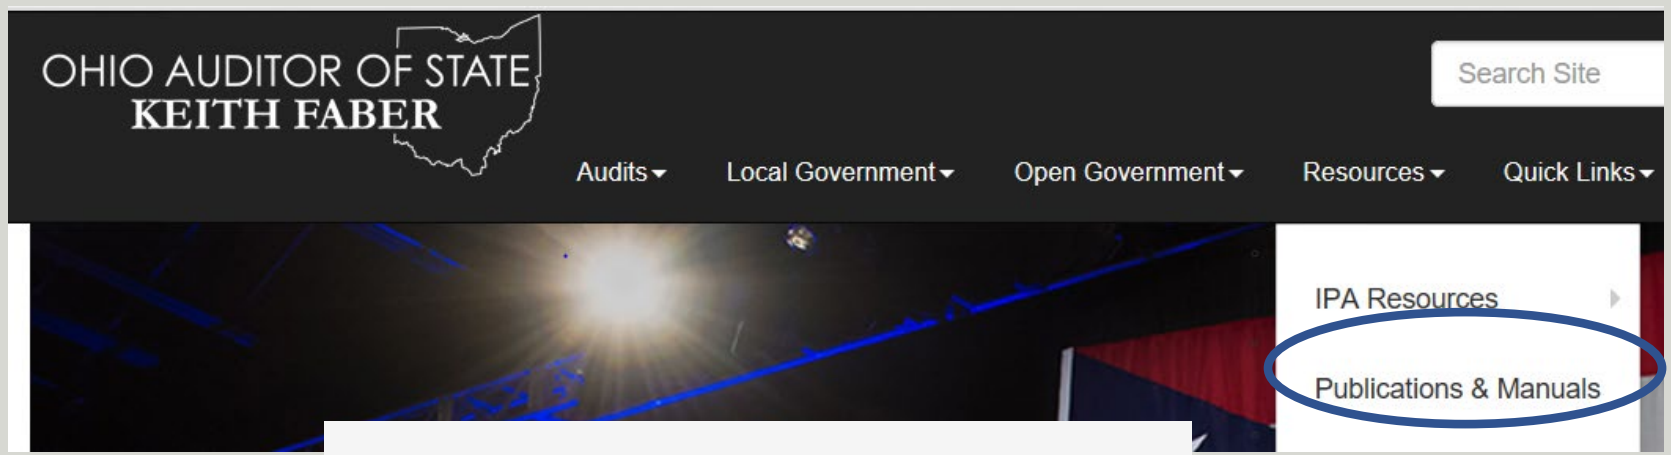 OHIO AUDITOR OF STATE
KEITH FABER
Search Site
Audits Local Government Open Government Resources Quick Links
IPA Resources
Publications & Manuals